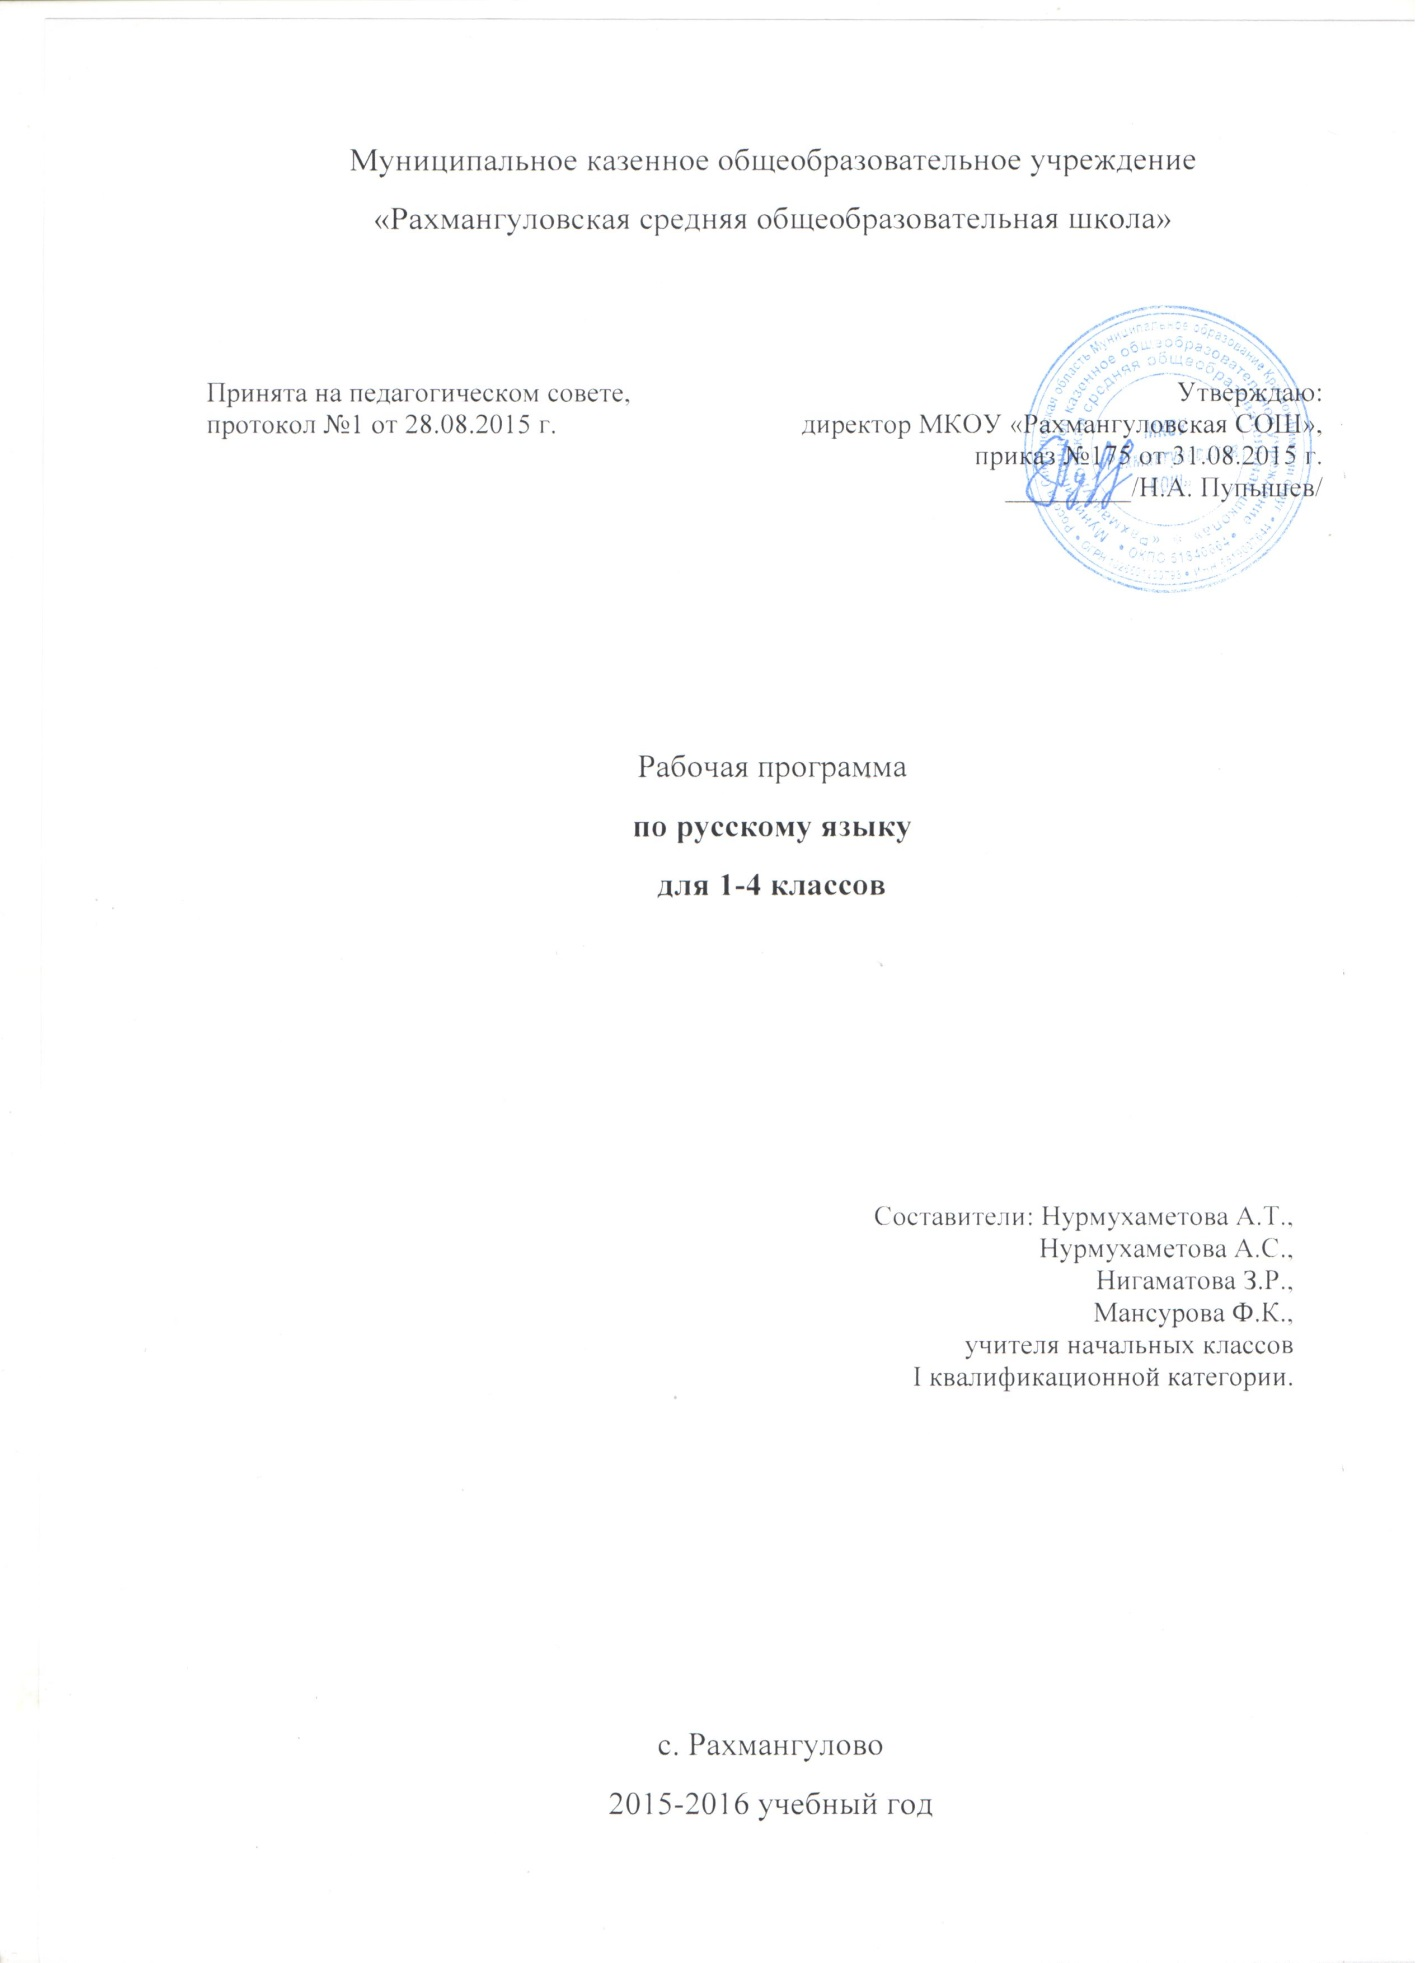 Муниципальное казенное общеобразовательное учреждение
«Рахмангуловская средняя общеобразовательная школа»
Принята на педагогическом совете,
протокол №1 от 28.08.2015 г.
Утверждаю:
директор МКОУ «Рахмангуловская СОШ»,
приказ №175 от 31.08.2015 г.
/Н.А. Пупышев/
Рабочая программа
по русскому языку
для 1-4 классов
Составители: Нурмухаметова А.Т.,
Нурмухаметова А.С.,
Нигаматова З.Р.,
Мансурова Ф.К.,
учителя начальных классов
I квалификационной категории.
с. Рахмангулово
2015-2016 учебный год